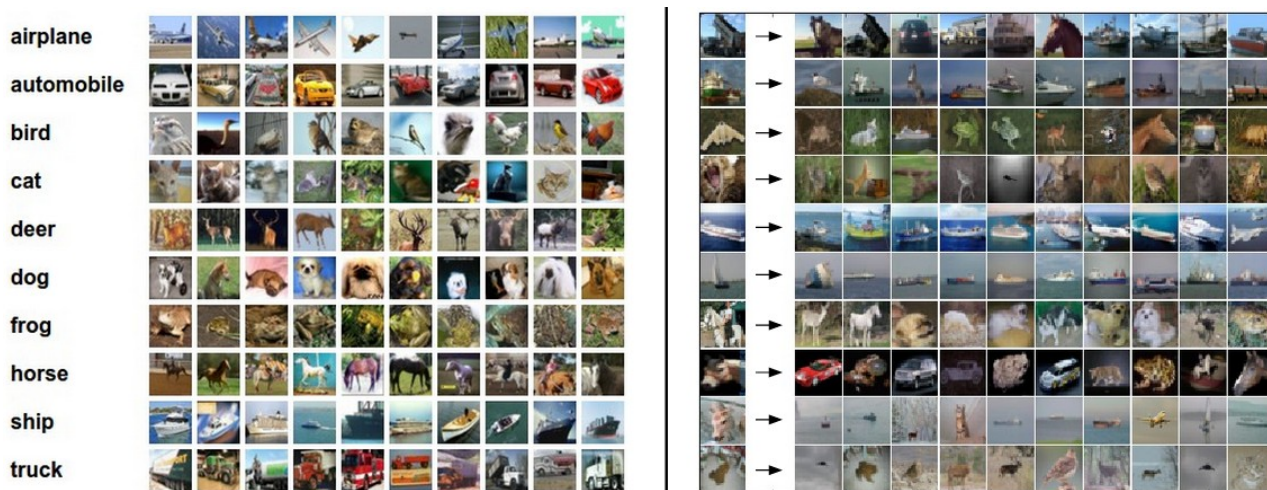 airplane
automobile
bird
cat
deer
dog
frog
horse
ship
truck